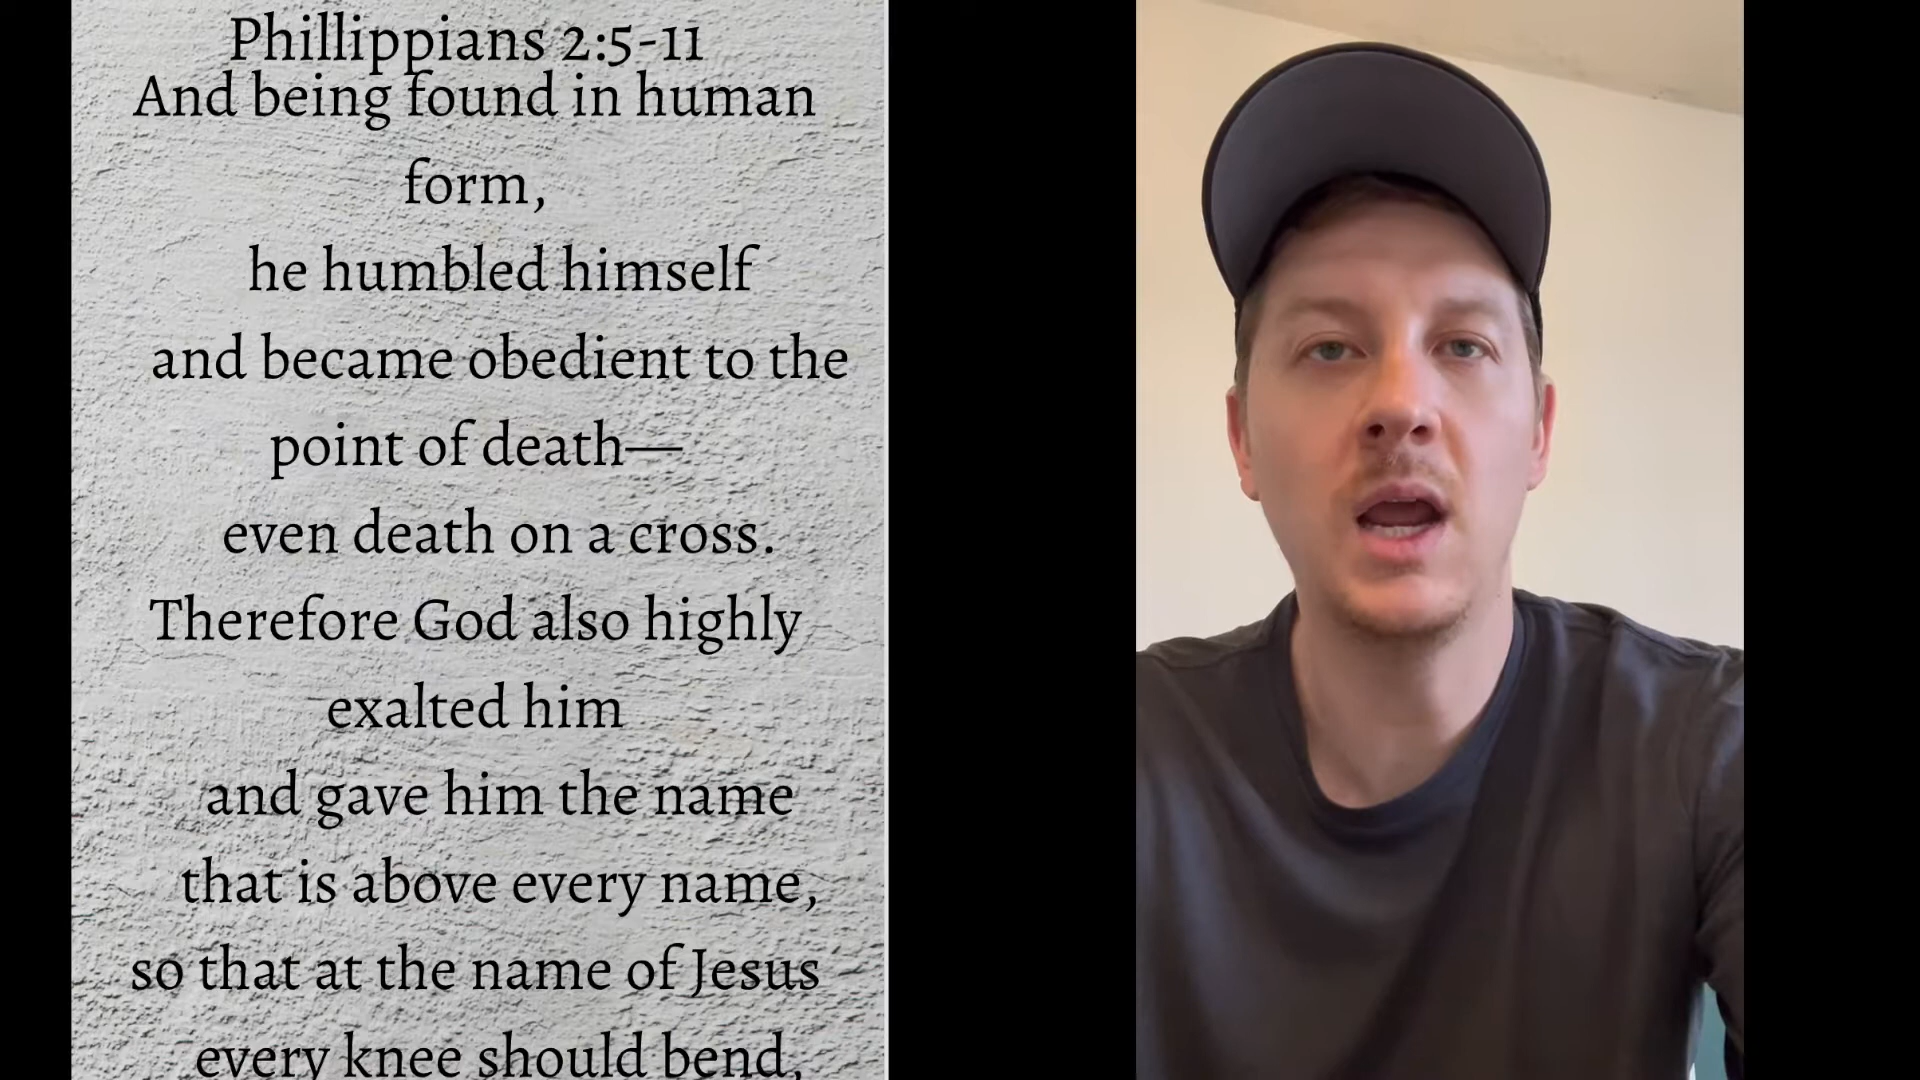 Phillippians 2:5-11
And being found in human
form,
he humbled himself
and became obedient to the
point of death—
even death on a cross.
Therefore God also highly
exalted him
and gave him the name
that is above every name,
so that at the name of Jesus
every knee should bend,